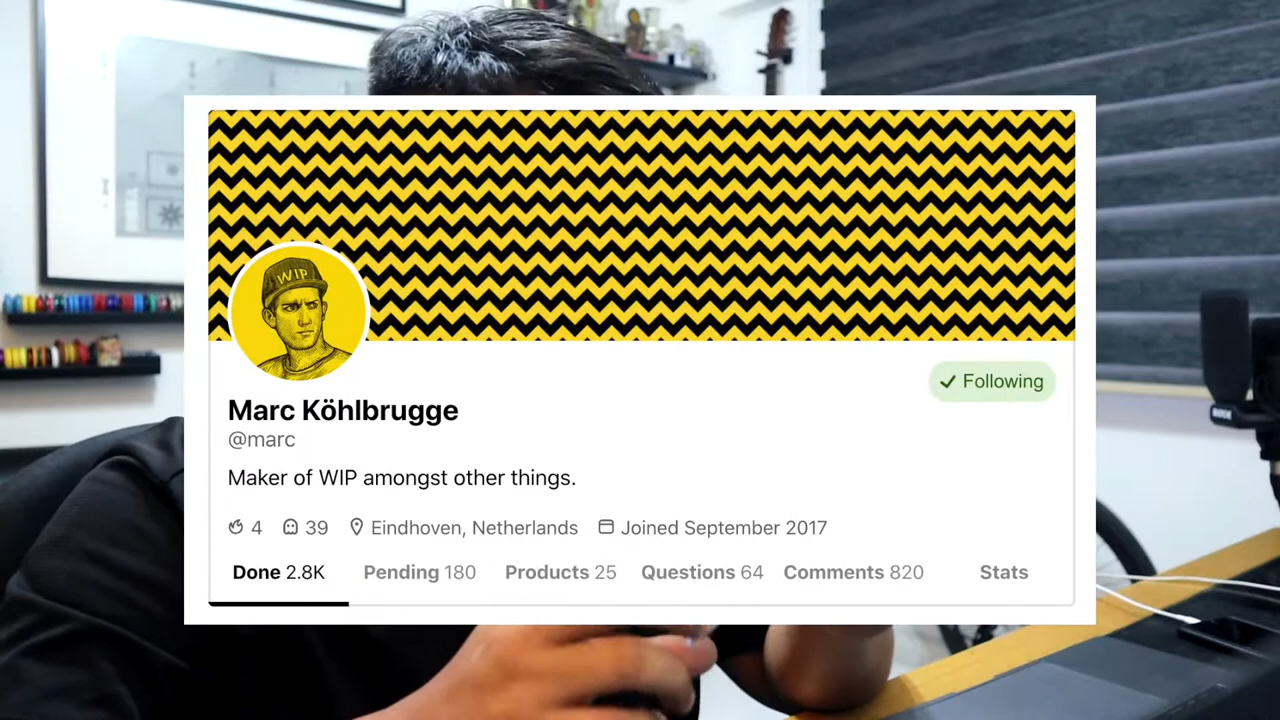 WIP
Following
Marc Köhlbrugge
@marc
Maker of WIP amongst other things.
4 39 Eindhoven, Netherlands Joined September 2017
Done 2.8K Pending 180 Products 25 Questions 64 Comments 820 Stats